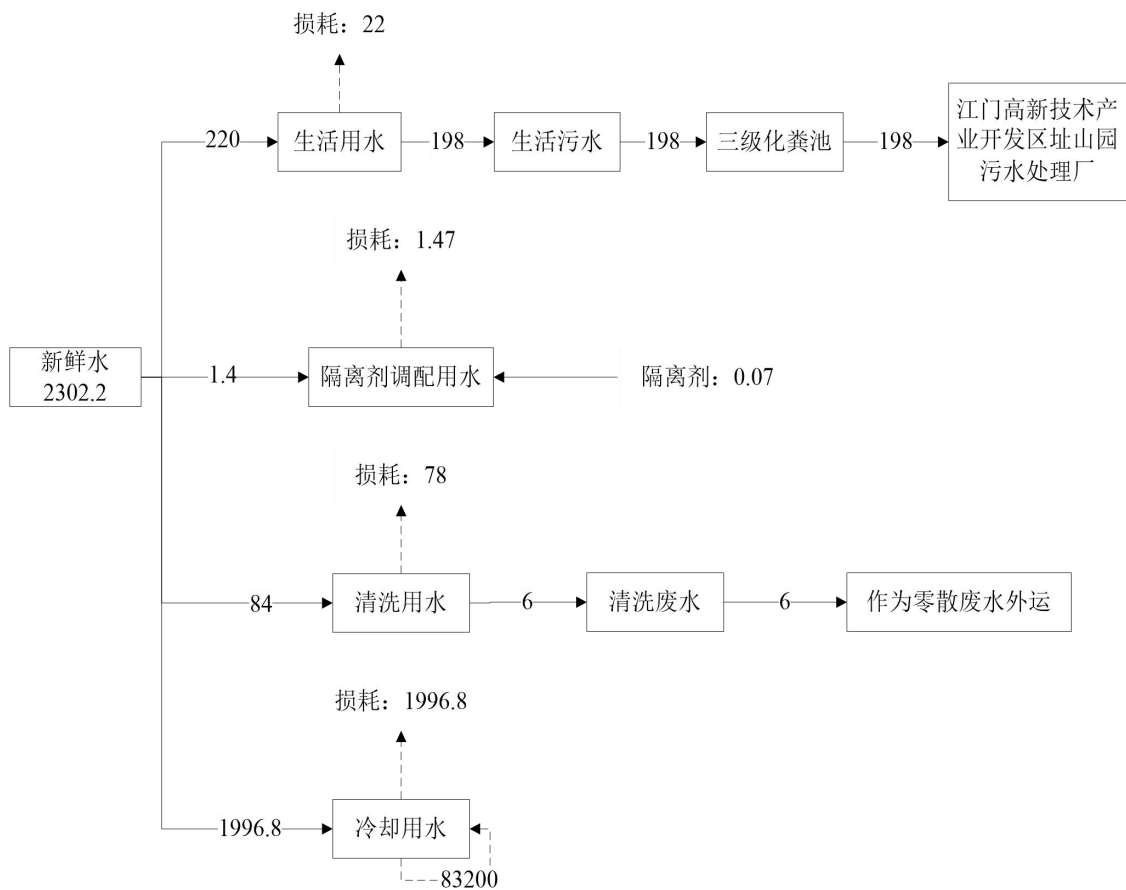 损耗：22
220
生活用水
198
生活污水
198
三级化粪池
198
江门高新技术产
业开发区址山园
污水处理厂
损耗：1.47
新鲜水
2302.2
1.4
隔离剂调配用水
隔离剂：0.07
损耗：78
84
清洗用水
6
清洗废水
6
作为零散废水外运
损耗：1996.8
1996.8
冷却用水
83200